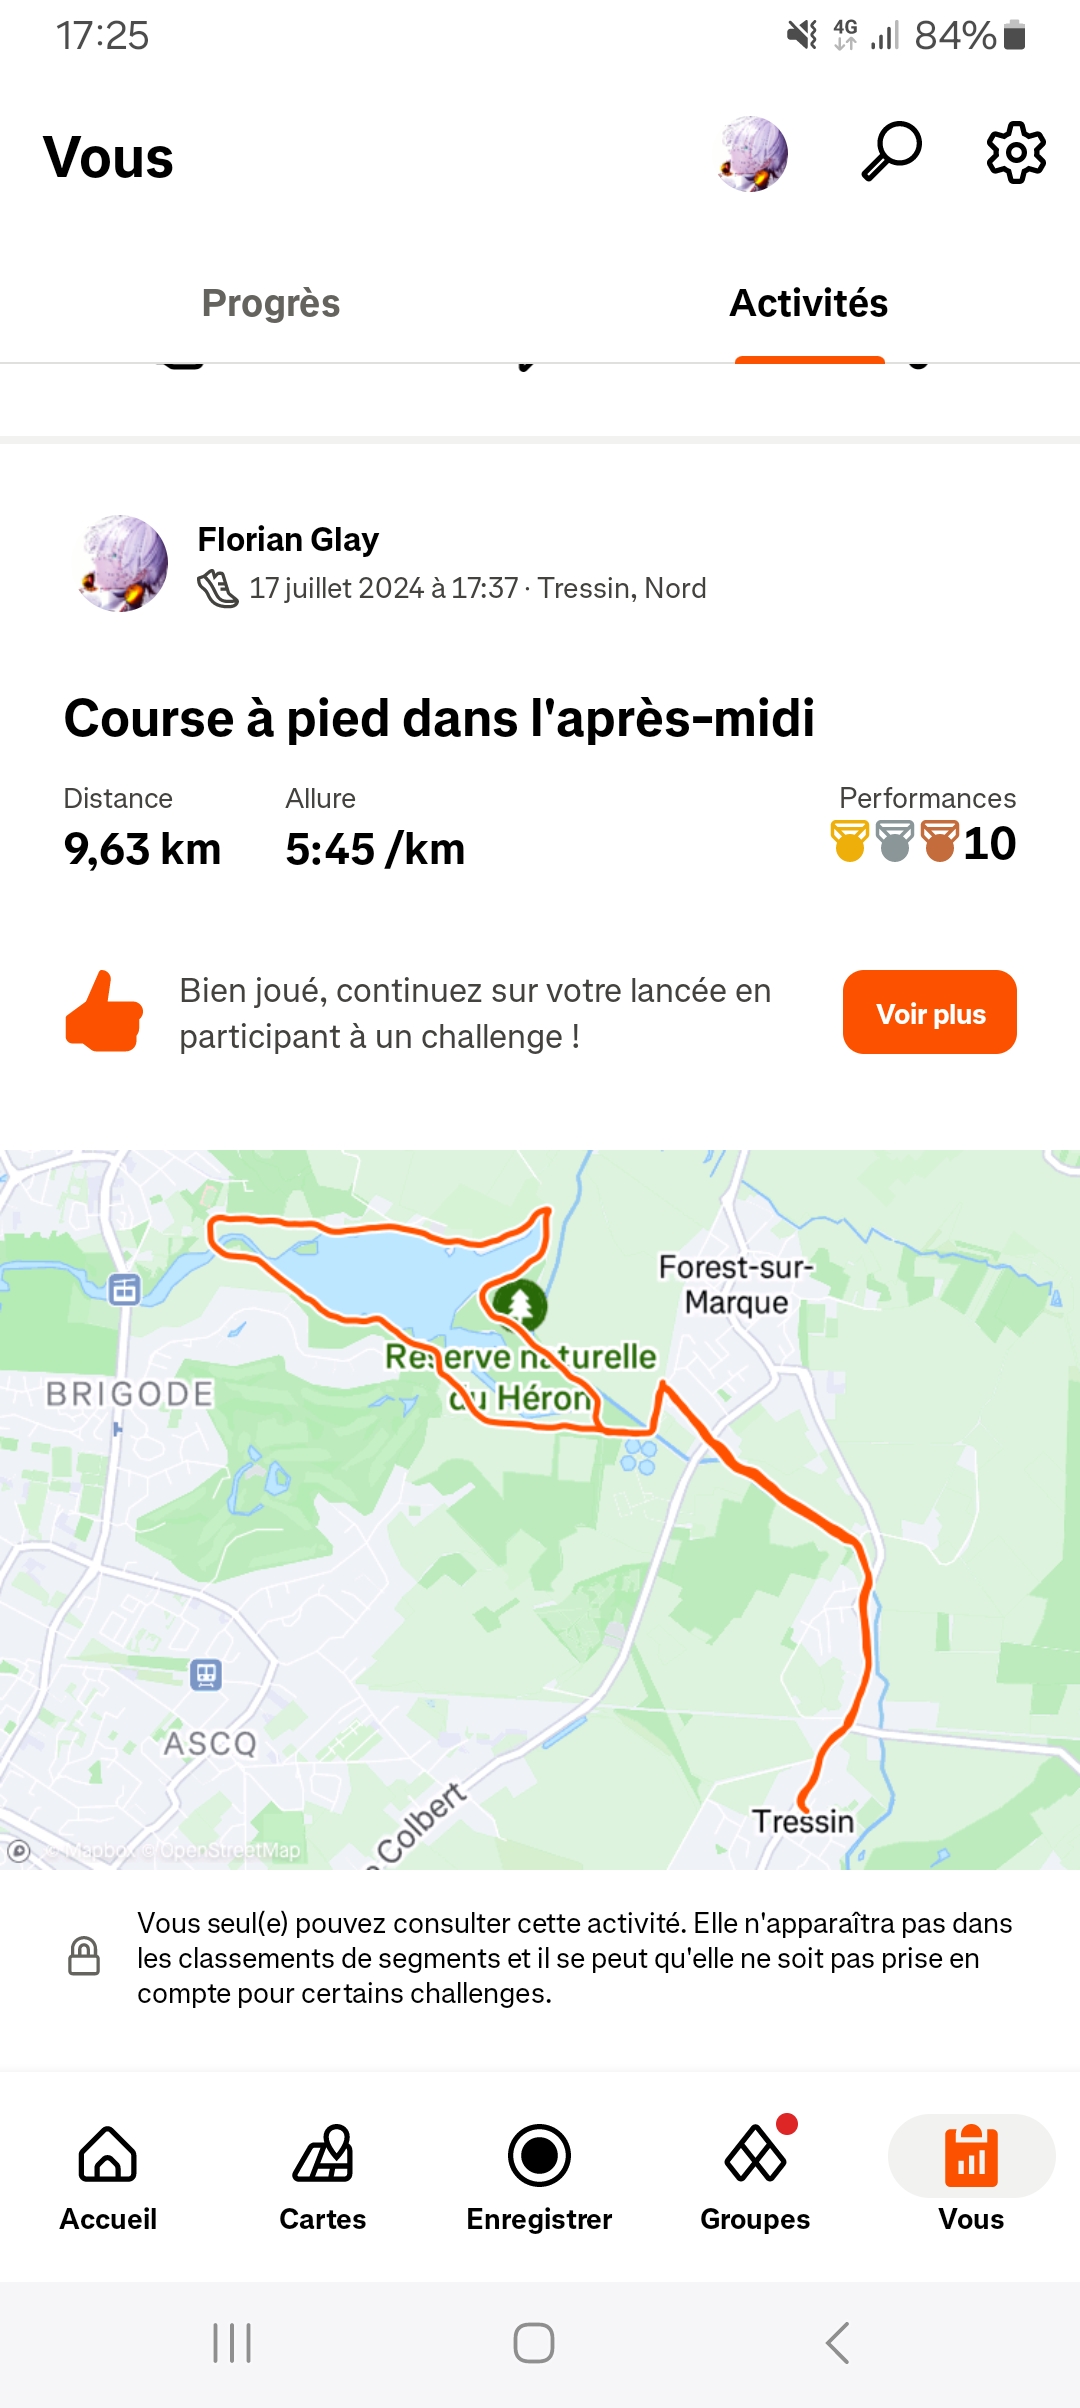 17:25
4G
84%
Vous
Progrès
Activités
Florian Glay
17 juillet 2024 à 17:37 · Tressin, Nord
Course à pied dans l'après-midi
Distance
Allure
Performances
9,63 km
5:45 /km
10
Bien joué, continuez sur votre lancée en
participant à un challenge !
Voir plus
Forest-sur-
Marque
Réserve naturelle
du Héron
BRIGODE
ASCQ
Colbert
Tressin
© Mapbox © OpenStreetMap
Vous seul(e) pouvez consulter cette activité. Elle n'apparaîtra pas dans
les classements de segments et il se peut qu'elle ne soit pas prise en
compte pour certains challenges.
Accueil
Cartes
Enregistrer
Groupes
Vous